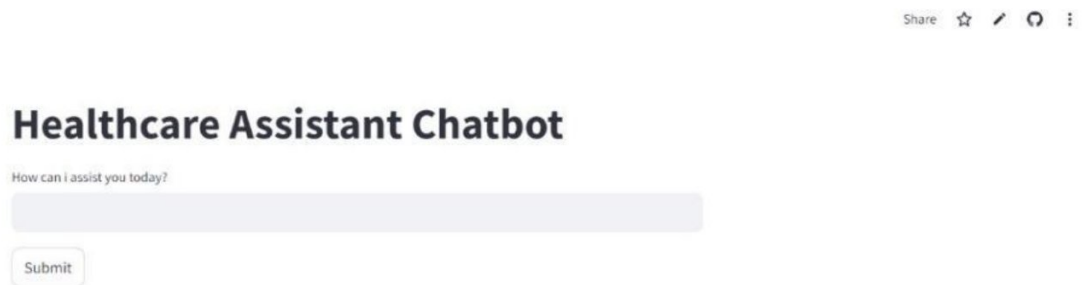 Share
Healthcare Assistant Chatbot
How can i assist you today?
Submit